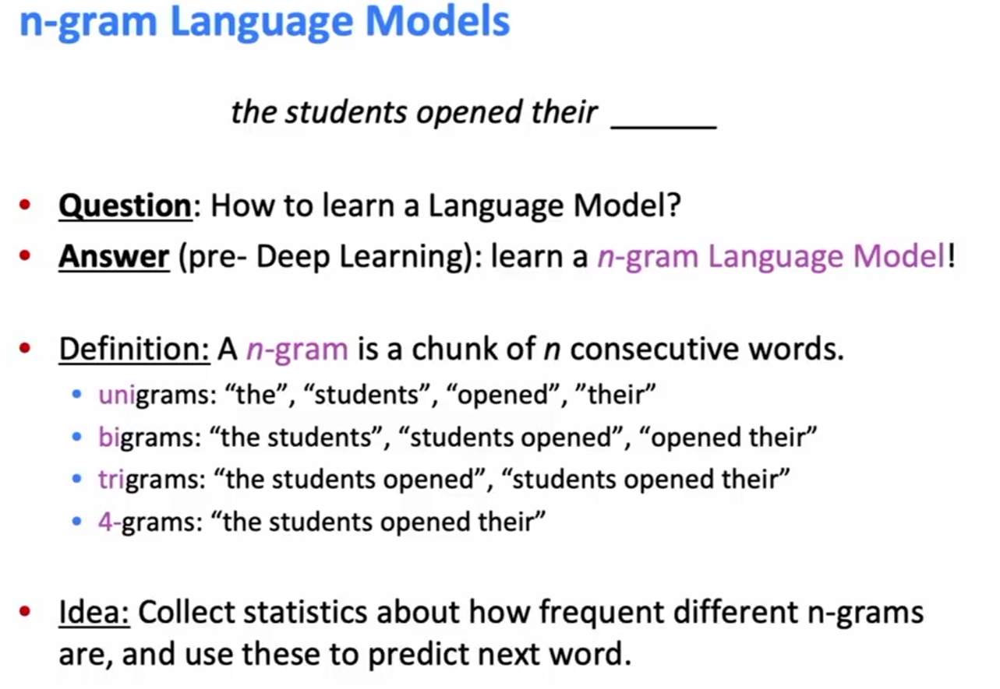 n-gram Language Models
the students opened their ______
• Question: How to learn a Language Model?
• Answer (pre- Deep Learning): learn a n-gram Language Model!
• Definition: A n-gram is a chunk of n consecutive words.
• unigrams: “the”, “students”, “opened”, ”their”
• bigrams: “the students”, “students opened”, “opened their”
• trigrams: “the students opened”, “students opened their”
• 4-grams: “the students opened their”
• Idea: Collect statistics about how frequent different n-grams
are, and use these to predict next word.